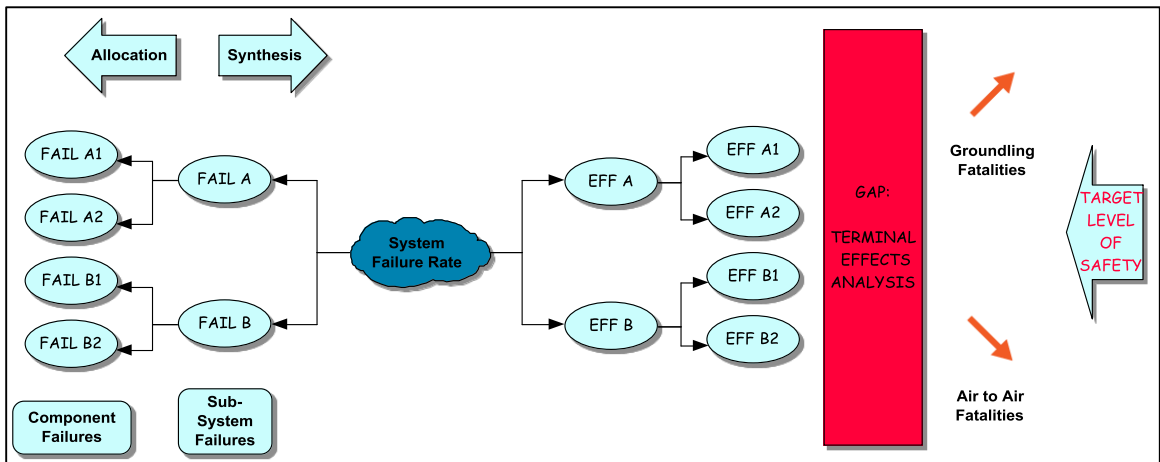 Allocation
Synthesis
FAIL A1
FAIL A
FAIL A2
FAIL B1
FAIL B
FAIL B2
Component
Failures
Sub-
System
Failures
System
Failure Rate
EFF A
EFF A1
EFF A2
EFF B
EFF B1
EFF B2
GAP:
TERMINAL
EFFECTS
ANALYSIS
Groundling
Fatalities
Air to Air
Fatalities
TARGET
LEVEL
OF
SAFETY